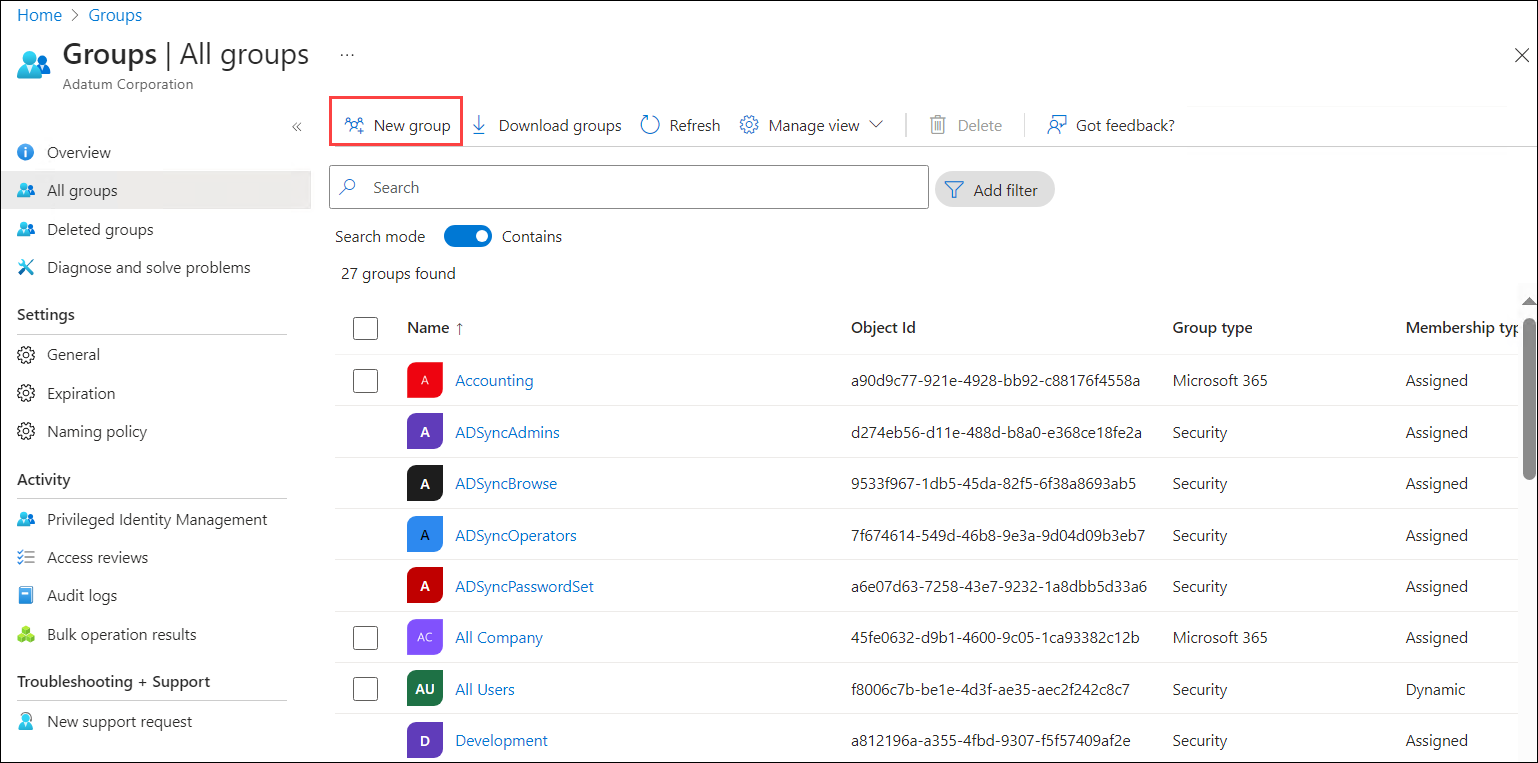 Home > Groups
Groups | All groups ...
Adatum Corporation
«
Overview
All groups
Deleted groups
Diagnose and solve problems
Settings
General
Expiration
Naming policy
Activity
Privileged Identity Management
Access reviews
Audit logs
Bulk operation results
Troubleshooting + Support
New support request
New group Download groups Refresh Manage view Delete Got feedback?
Search Add filter
Search mode Contains
27 groups found
Name ↑ Object Id Group type Membership typ
A Accounting a90d9c77-921e-4928-bb92-c88176f4558a Microsoft 365 Assigned
A ADSyncAdmins d274eb56-d11e-488d-b8a0-e368ce18fe2a Security Assigned
A ADSyncBrowse 9533f967-1db5-45da-82f5-6f38a8693ab5 Security Assigned
A ADSyncOperators 7f674614-549d-46b8-9e3a-9d04d09b3eb7 Security Assigned
A ADSyncPasswordSet a6e07d63-7258-43e7-9232-1a8dbb5d33a6 Security Assigned
AC All Company 45fe0632-d9b1-4600-9c05-1ca93382c12b Microsoft 365 Assigned
AU All Users f8006c7b-be1e-4d3f-ae35-aec2f242c8c7 Security Dynamic
D Development a812196a-a355-4fbd-9307-f5f57409af2e Security Assigned